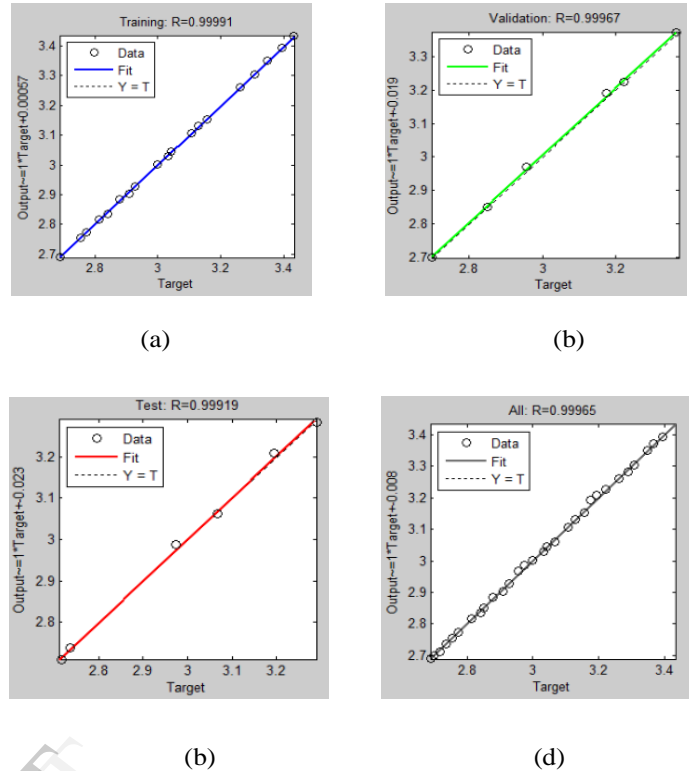 Training: R=0.99991
Output~=1*Target+0.00057
3.4
3.3
3.2
3.1
3
2.9
2.8
2.7
Data
Fit
Y = T
2.8 3 3.2 3.4
Target
(a)
Validation: R=0.99967
Output~=1*Target+-0.019
3.3
3.2
3.1
3
2.9
2.8
2.7
Data
Fit
Y = T
2.8 3 3.2
Target
(b)
Test: R=0.99919
Output~=1*Target+-0.023
3.2
3.1
3
2.9
2.8
Data
Fit
Y = T
2.8 2.9 3 3.1 3.2
Target
(b)
All: R=0.99965
Output~=1*Target+-0.008
3.4
3.3
3.2
3.1
3
2.9
2.8
2.7
Data
Fit
Y = T
2.8 3 3.2 3.4
Target
(d)